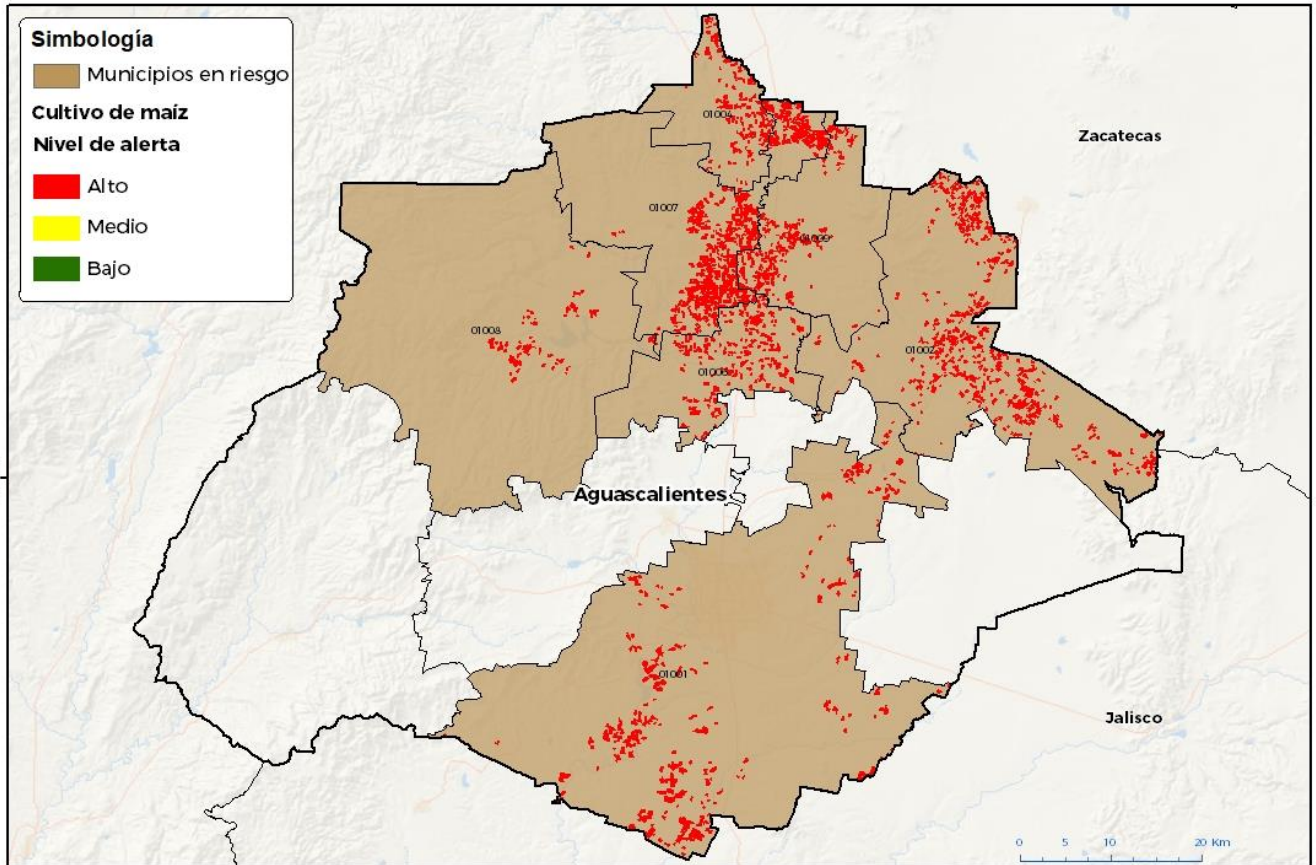 Simbología
Municipios en riesgo
Cultivo de maíz
Nivel de alerta
Alto
Medio
Bajo
Zacatecas
01007
01008
01002
Aguascalientes
01001
Jalisco
0 5 10 20 Km